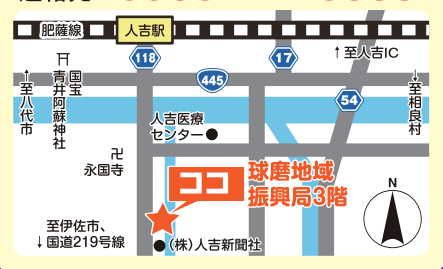 肥薩線
人吉駅
118
17
↑至人吉IC
445
↑至八代市
国宝
青井阿蘇神社
54
↓至相良村
人吉医療
センター
卍
永国寺
ココ
球磨地域
振興局3階
N
至伊佐市、
↓国道219号線
(株)人吉新聞社